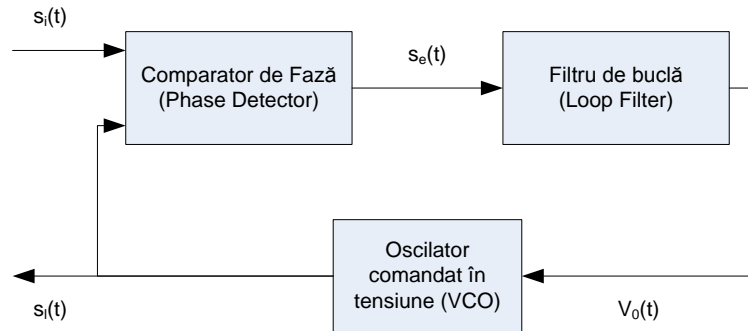 sᵢ(t)
Comparator de Fază
(Phase Detector)
sₑ(t)
Filtru de buclă
(Loop Filter)
Oscilator
comandat în
tensiune (VCO)
sₗ(t)
V₀(t)